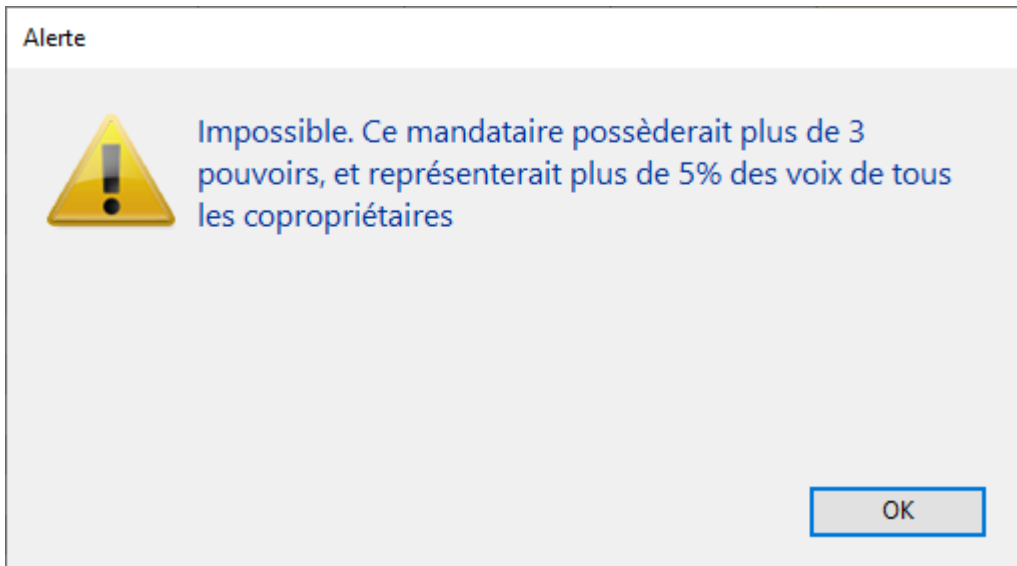 Alerte
Impossible. Ce mandataire possèderait plus de 3
pouvoirs, et représenterait plus de 5% des voix de tous
les copropriétaires
OK